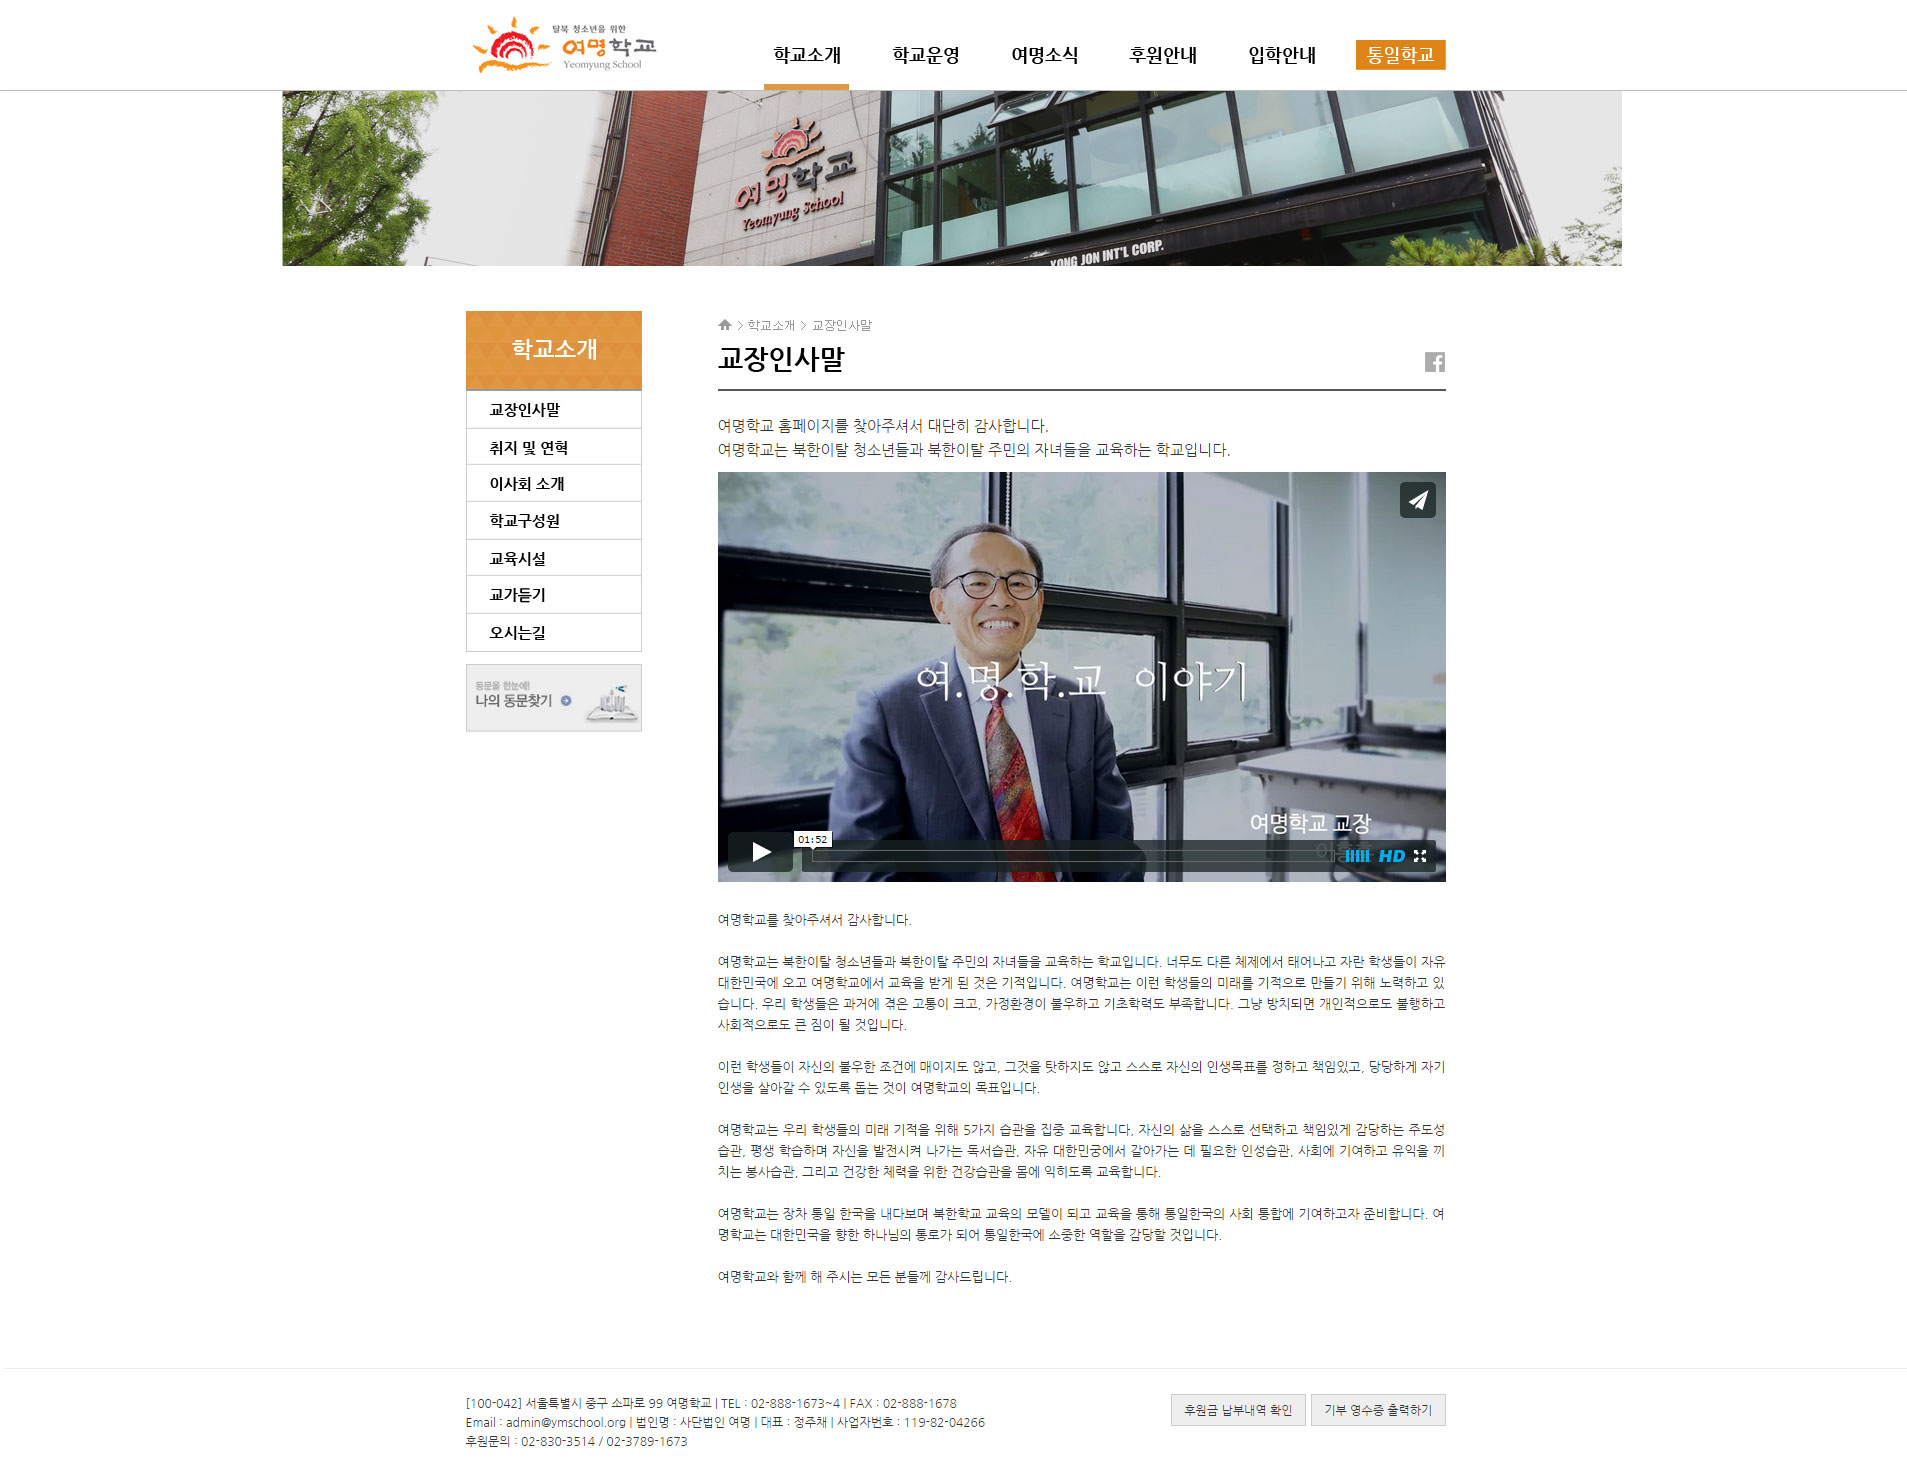 탈북 청소년을 위한
여명학교
Yeomyung School
학교소개 학교운영 여명소식 후원안내 입학안내 통일학교
여명학교
Yeomyung School
YONG JON INT'L CORP.
학교소개
교장인사말
취지 및 연혁
이사회 소개
학교구성원
교육시설
교가듣기
오시는길
동문을 한눈에!
나의 동문찾기
> 학교소개 > 교장인사말
교장인사말
여명학교 홈페이지를 찾아주셔서 대단히 감사합니다.
여명학교는 북한이탈 청소년들과 북한이탈 주민의 자녀들을 교육하는 학교입니다.
여.명.학.교 이야기
여명학교 교장
01:52
HD
여명학교를 찾아주셔서 감사합니다.
여명학교는 북한이탈 청소년들과 북한이탈 주민의 자녀들을 교육하는 학교입니다. 너무도 다른 체제에서 태어나고 자란 학생들이 자유
대한민국에 오고 여명학교에서 교육을 받게 된 것은 기적입니다. 여명학교는 이런 학생들의 미래를 기적으로 만들기 위해 노력하고 있
습니다. 우리 학생들은 과거에 겪은 고통이 크고, 가정환경이 불우하고 기초학력도 부족합니다. 그냥 방치되면 개인적으로도 불행하고
사회적으로도 큰 짐이 될 것입니다.
이런 학생들이 자신의 불우한 조건에 매이지도 않고, 그것을 탓하지도 않고 스스로 자신의 인생목표를 정하고 책임있고, 당당하게 자기
인생을 살아갈 수 있도록 돕는 것이 여명학교의 목표입니다.
여명학교는 우리 학생들의 미래 기적을 위해 5가지 습관을 집중 교육합니다, 자신의 삶을 스스로 선택하고 책임있게 감당하는 주도성
습관, 평생 학습하며 자신을 발전시켜 나가는 독서습관, 자유 대한민궁에서 갈아가는 데 필요한 인성습관, 사회에 기여하고 유익을 끼
치는 봉사습관, 그리고 건강한 체력을 위한 건강습관을 몸에 익히도록 교육합니다.
여명학교는 장차 통일 한국을 내다보며 북한학교 교육의 모델이 되고 교육을 통해 통일한국의 사회 통합에 기여하고자 준비합니다. 여
명학교는 대한민국을 향한 하나님의 통로가 되어 통일한국에 소중한 역할을 감당할 것입니다.
여명학교와 함께 해 주시는 모든 분들께 감사드립니다.
[100-042] 서울특별시 중구 소파로 99 여명학교 | TEL : 02-888-1673~4 | FAX : 02-888-1678
Email : admin@ymschool.org | 법인명 : 사단법인 여명 | 대표 : 정주채 | 사업자번호 : 119-82-04266
후원문의 : 02-830-3514 / 02-3789-1673
후원금 납부내역 확인 기부 영수증 출력하기